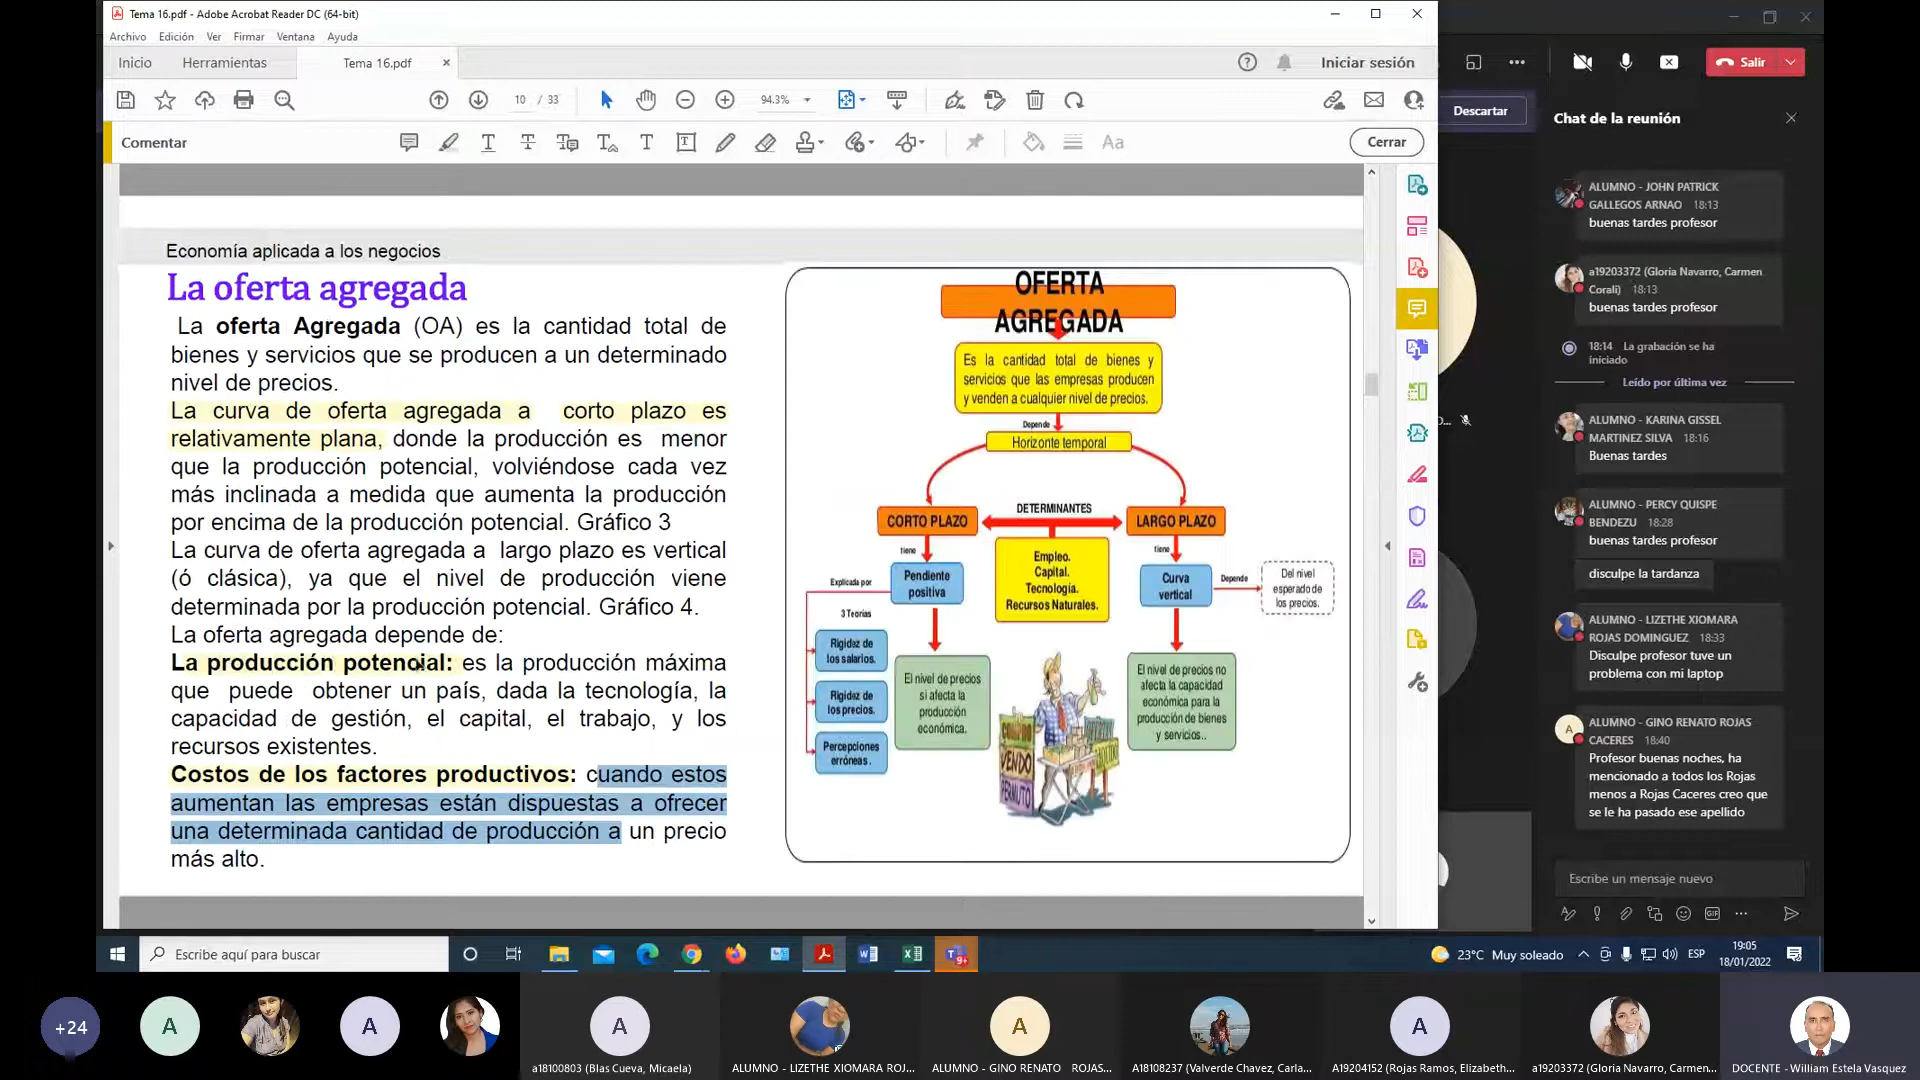 Tema 16.pdf - Adobe Acrobat Reader DC (64-bit)
Archivo Edición Ver Firmar Ventana Ayuda
Inicio Herramientas Tema 16.pdf Iniciar sesión
10 / 33 94.3%
Comentar Cerrar
Economía aplicada a los negocios
La oferta agregada
La oferta Agregada (OA) es la cantidad total de
bienes y servicios que se producen a un determinado
nivel de precios.
La curva de oferta agregada a corto plazo es
relativamente plana, donde la producción es menor
que la producción potencial, volviéndose cada vez
más inclinada a medida que aumenta la producción
por encima de la producción potencial. Gráfico 3
La curva de oferta agregada a largo plazo es vertical
(ó clásica), ya que el nivel de producción viene
determinada por la producción potencial. Gráfico 4.
La oferta agregada depende de:
La producción potencial: es la producción máxima
que puede obtener un país, dada la tecnología, la
capacidad de gestión, el capital, el trabajo, y los
recursos existentes.
Costos de los factores productivos: cuando estos
aumentan las empresas están dispuestas a ofrecer
una determinada cantidad de producción a un precio
más alto.
OFERTA
AGREGADA
Es la cantidad total de bienes y
servicios que las empresas producen
y venden a cualquier nivel de precios.
Depende
Horizonte temporal
CORTO PLAZO
DETERMINANTES
LARGO PLAZO
tiene
Empleo.
Capital.
Tecnología.
Recursos Naturales.
tiene
Pendiente
positiva
Curva
vertical
Depende
Del nivel
esperado de
los precios.
Explicada por
3 Teorías
Rigidez de
los salarios.
Rigidez de
los precios.
Percepciones
erróneas.
El nivel de precios
si afecta la
producción
económica.
El nivel de precios no
afecta la capacidad
económica para la
producción de bienes
y servicios..
VENDO
PERMUTO
Salir
Descartar
Chat de la reunión
ALUMNO - JOHN PATRICK
GALLEGOS ARNAO 18:13
buenas tardes profesor
a19203372 (Gloria Navarro, Carmen
Corali) 18:13
buenas tardes profesor
18:14 La grabación se ha
iniciado
Leído por última vez
ALUMNO - KARINA GISSEL
MARTINEZ SILVA 18:16
Buenas tardes
ALUMNO - PERCY QUISPE
BENDEZU 18:28
buenas tardes profesor
disculpe la tardanza
ALUMNO - LIZETHE XIOMARA
ROJAS DOMINGUEZ 18:33
Disculpe profesor tuve un
problema con mi laptop
A
ALUMNO - GINO RENATO ROJAS
CACERES 18:40
Profesor buenas noches, ha
mencionado a todos los Rojas
menos a Rojas Caceres creo que
se le ha pasado ese apellido
Escribe un mensaje nuevo
Escribe aquí para buscar
23°C Muy soleado ESP 19:05
18/01/2022
+24 A A A A A
a18100803 (Blas Cueva, Micaela) ALUMNO - LIZETHE XIOMARA ROJ... ALUMNO - GINO RENATO ROJAS... A18108237 (Valverde Chavez, Carla... A19204152 (Rojas Ramos, Elizabeth... a19203372 (Gloria Navarro, Carmen... DOCENTE - William Estela Vasquez